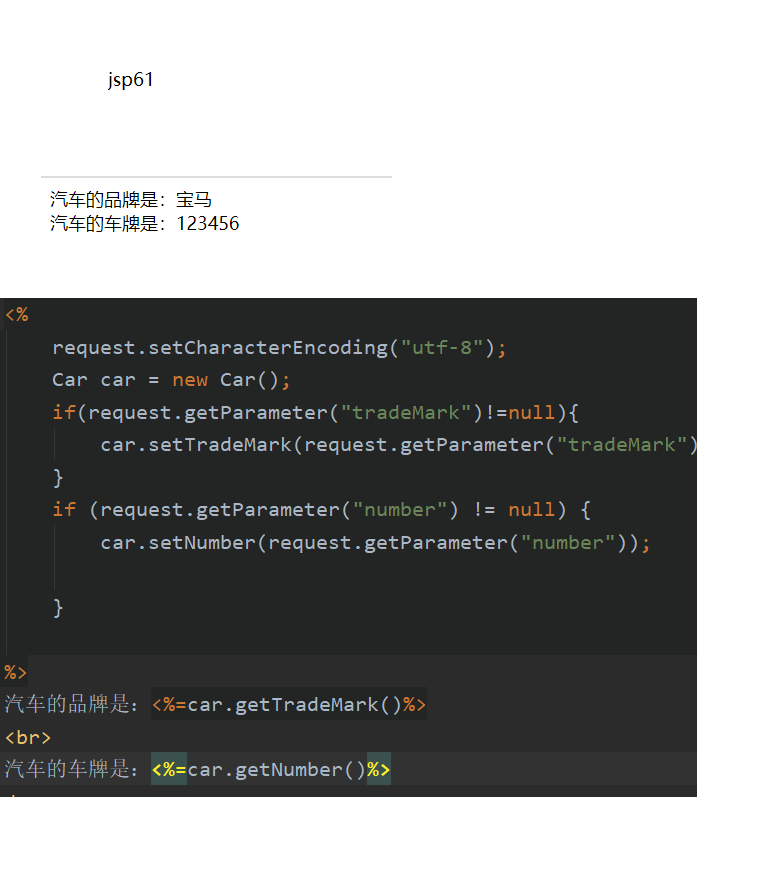 jsp61
汽车的品牌是：宝马
汽车的车牌是：123456
<%
request.setCharacterEncoding("utf-8");
Car car = new Car();
if(request.getParameter("tradeMark")!=null){
car.setTradeMark(request.getParameter("tradeMark")
}
if (request.getParameter("number") != null) {
car.setNumber(request.getParameter("number"));
}
%>
汽车的品牌是：<%=car.getTradeMark()%>
<br>
汽车的车牌是：<%=car.getNumber()%>